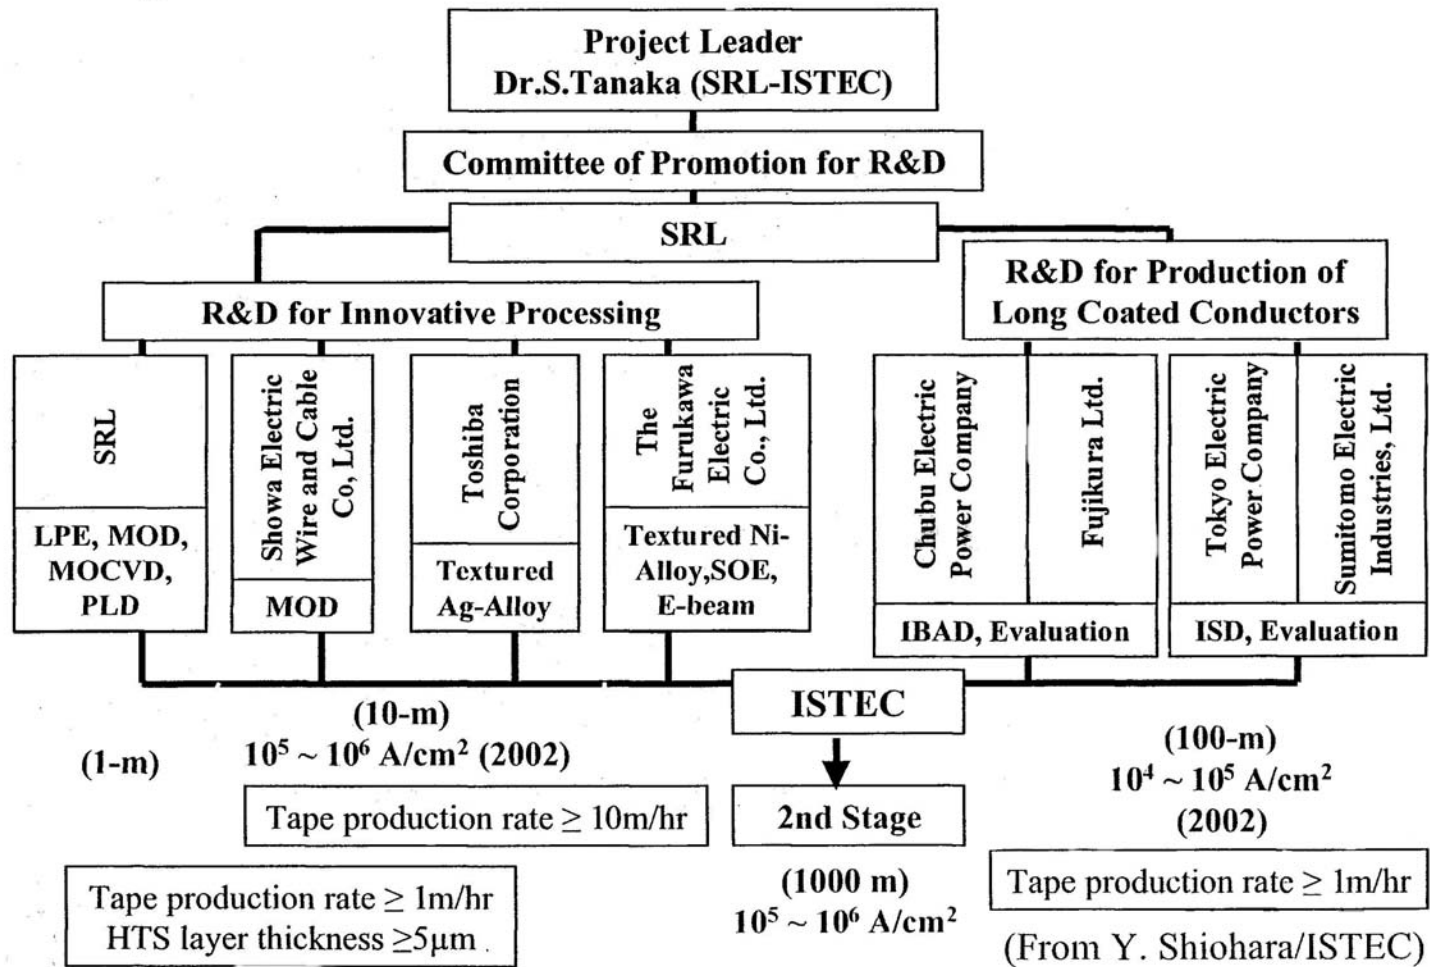 Project Leader
Dr.S.Tanaka (SRL-ISTEC)
Committee of Promotion for R&D
SRL
R&D for Innovative Processing
R&D for Production of
Long Coated Conductors
SRL
LPE, MOD,
MOCVD,
PLD
Showa Electric
Wire and Cable
Co, Ltd.
MOD
Toshiba
Corporation
Textured
Ag-Alloy
The
Furukawa
Electric
Co., Ltd.
Textured Ni-
Alloy,SOE,
E-beam
Chubu Electric
Power Company
Fujikura Ltd.
IBAD, Evaluation
Tokyo Electric
Power Company
Sumitomo Electric
Industries, Ltd.
ISD, Evaluation
ISTEC
(1-m)
(10-m)
10⁵ ~ 10⁶ A/cm² (2002)
Tape production rate ≥ 10m/hr
Tape production rate ≥ 1m/hr
HTS layer thickness ≥5μm
2nd Stage
(1000 m)
10⁵ ~ 10⁶ A/cm²
(100-m)
10⁴ ~ 10⁵ A/cm²
(2002)
Tape production rate ≥ 1m/hr
(From Y. Shiohara/ISTEC)